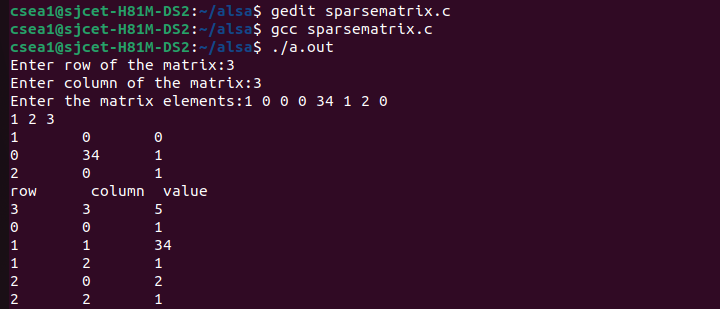 csea1@sjcet-H81M-DS2:~/alsa$ gedit sparsematrix.c
csea1@sjcet-H81M-DS2:~/alsa$ gcc sparsematrix.c
csea1@sjcet-H81M-DS2:~/alsa$ ./a.out
Enter row of the matrix:3
Enter column of the matrix:3
Enter the matrix elements:1 0 0 0 34 1 2 0
1 2 3
1 0 0
0 34 1
2 0 1
row column value
3 3 5
0 0 1
1 1 34
1 2 1
2 0 2
2 2 1